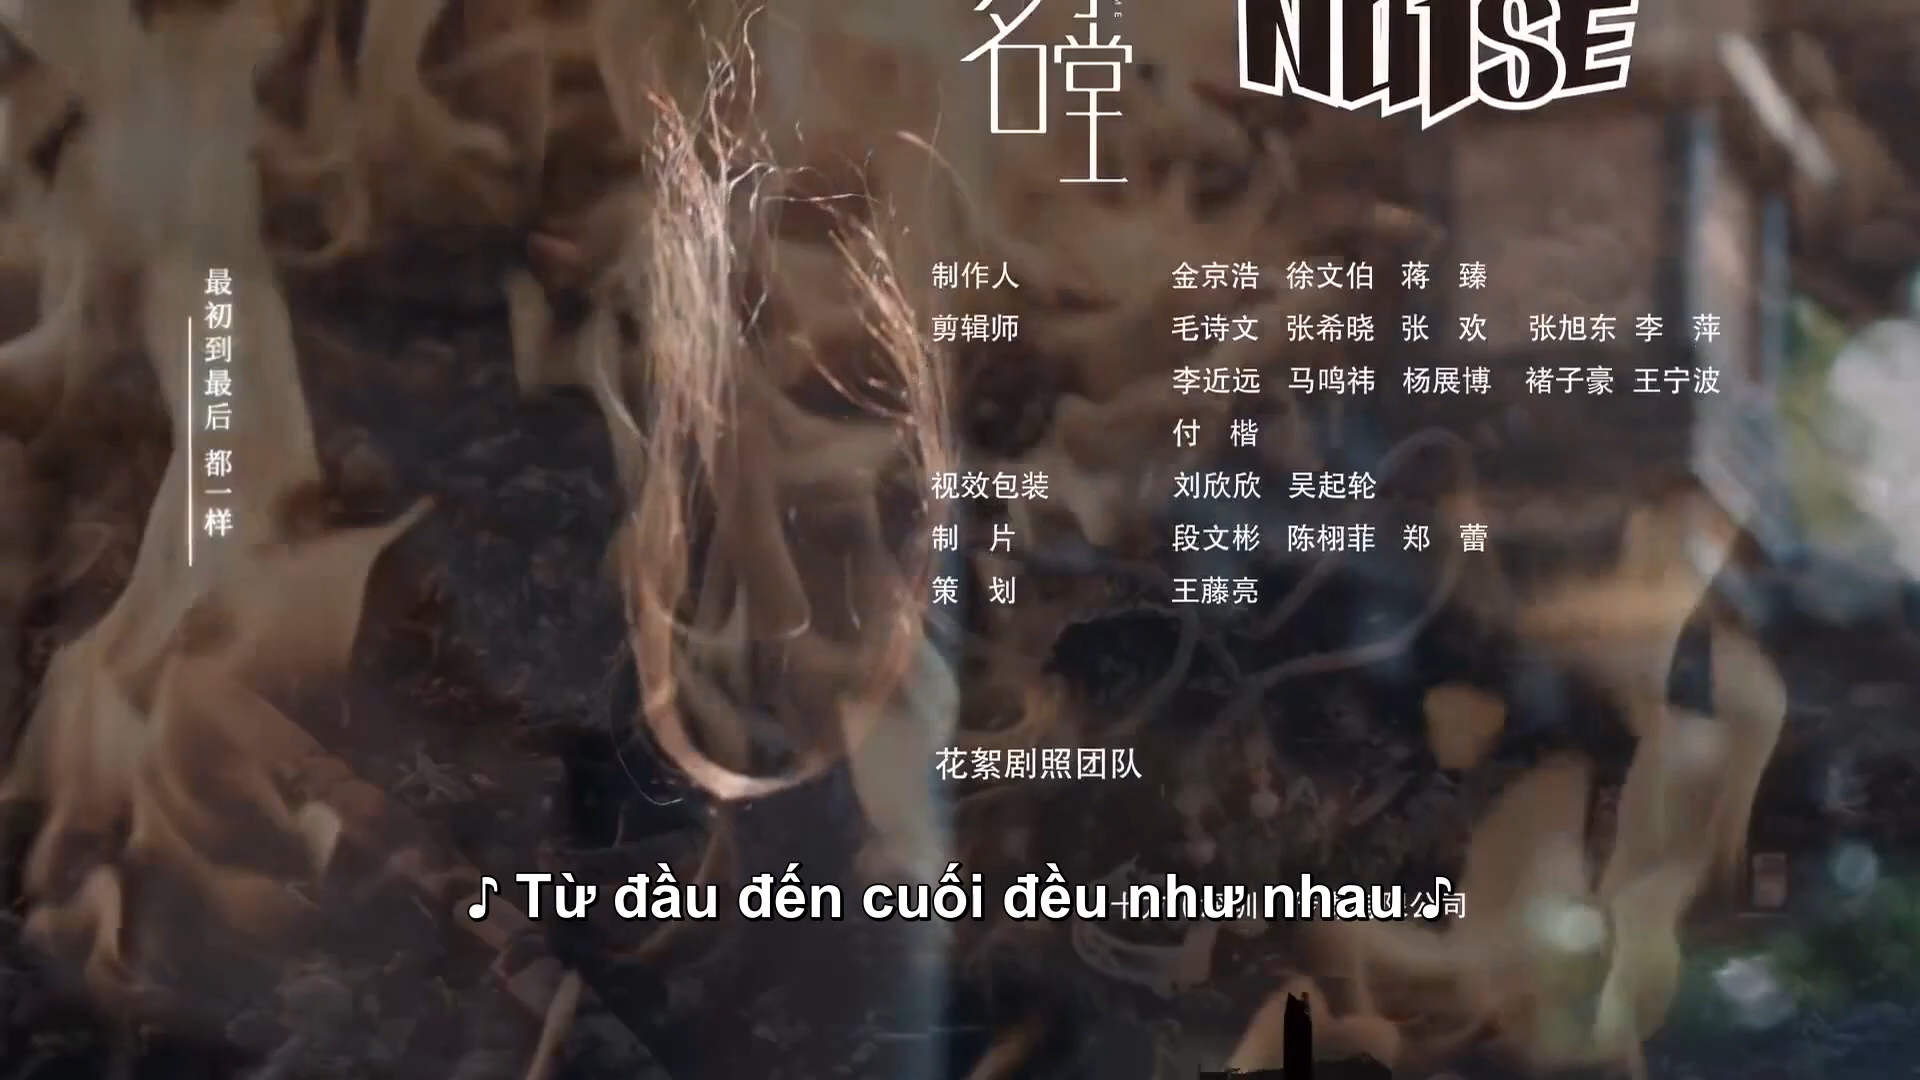 名堂
NUTSE
最初到最后 都一样
制作人 金京浩 徐文伯 蒋 臻
剪辑师 毛诗文 张希晓 张 欢 张旭东 李 萍
李近远 马鸣祎 杨展博 褚子豪 王宁波
付 楷
视效包装 刘欣欣 吴起轮
制 片 段文彬 陈栩菲 郑 蕾
策 划 王藤亮
花絮剧照团队
♪ Từ đầu đến cuối đều như nhau ♪